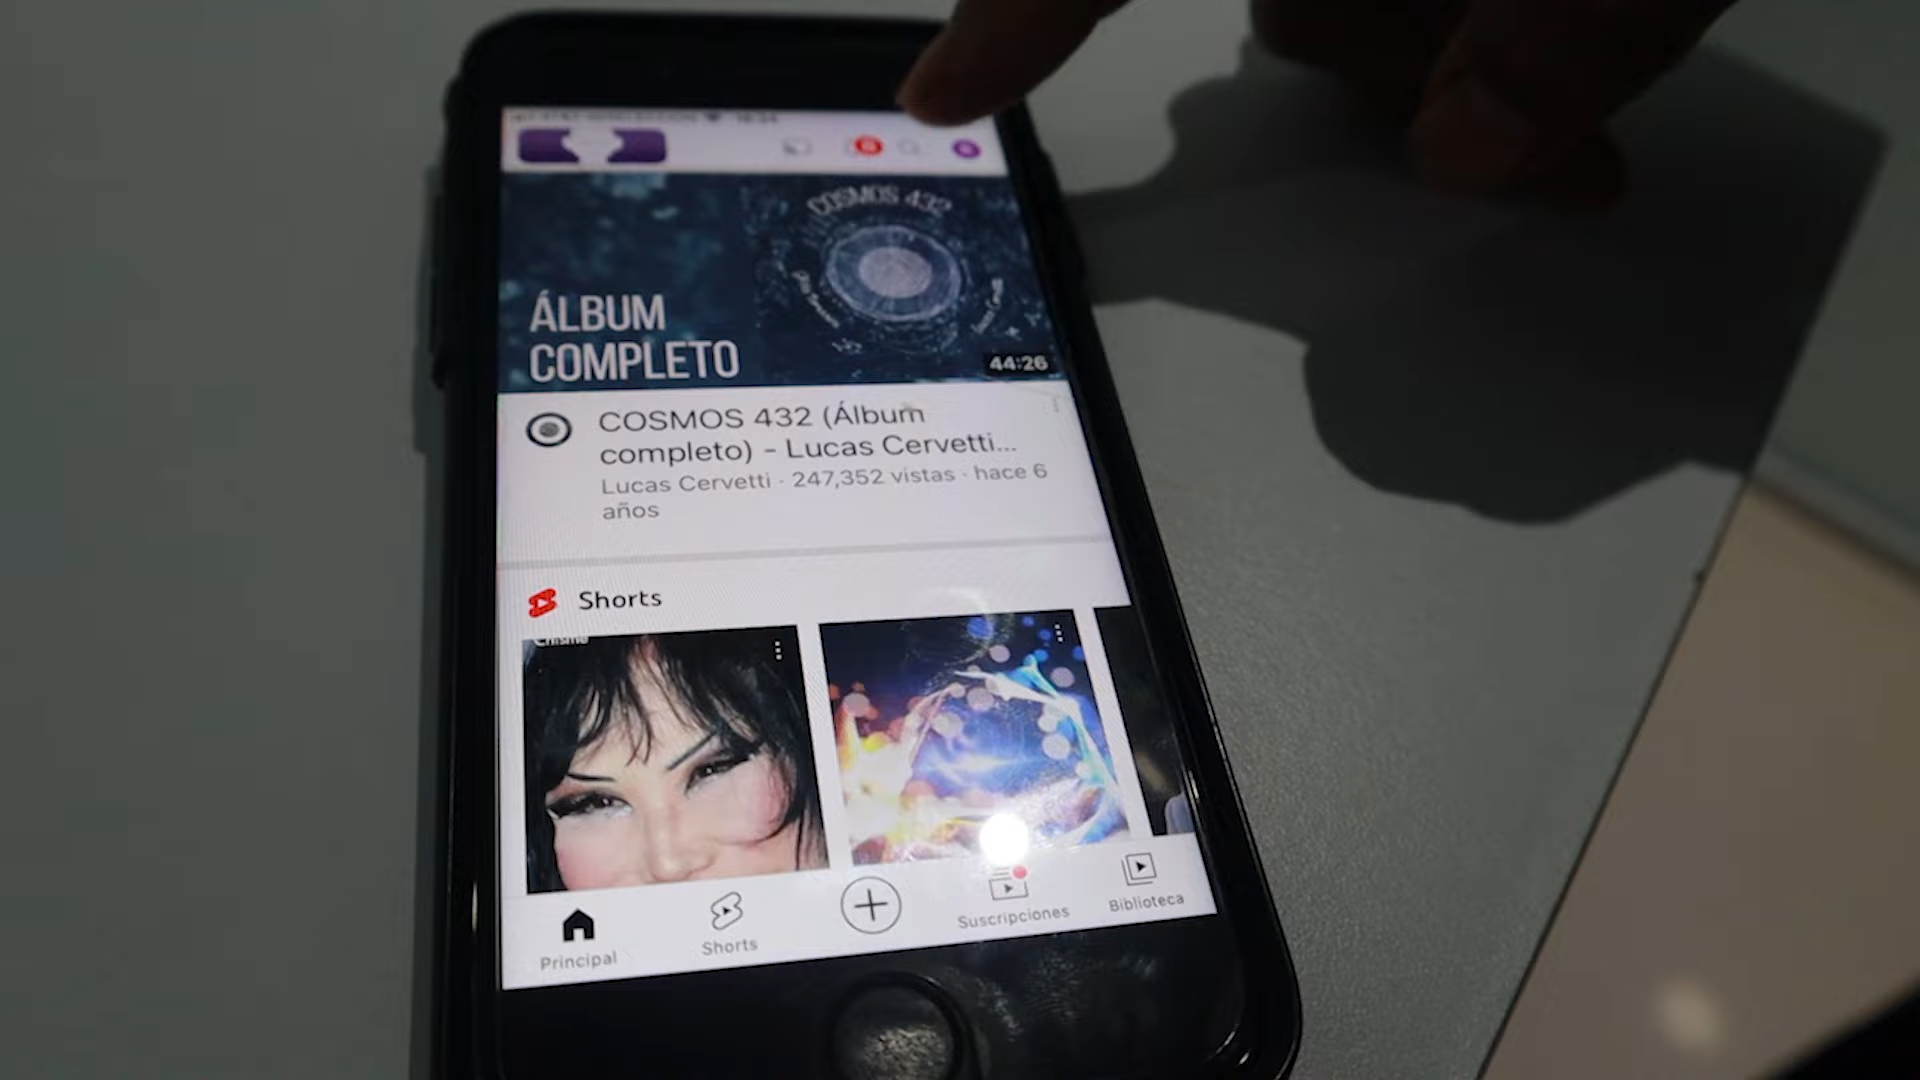 COSMOS 432
ÁLBUM
COMPLETO
44:26
COSMOS 432 (Álbum
completo) - Lucas Cervetti...
Lucas Cervetti · 247,352 vistas · hace 6
años
Shorts
Principal
Shorts
Suscripciones
Biblioteca